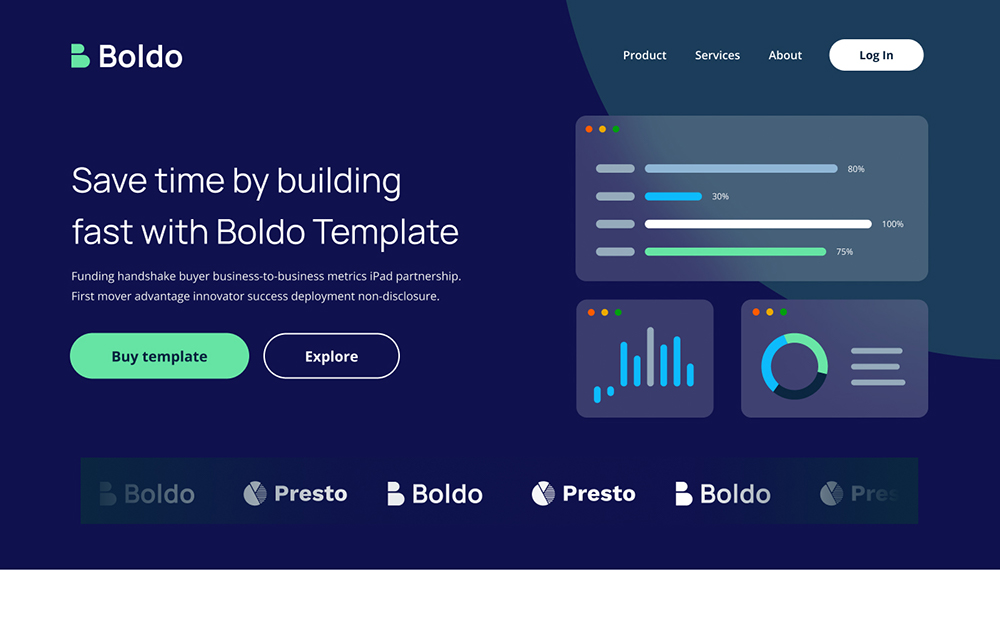 Boldo
Product Services About Log In
Save time by building
fast with Boldo Template
Funding handshake buyer business-to-business metrics iPad partnership.
First mover advantage innovator success deployment non-disclosure.
Buy template Explore
80%
30%
100%
75%
Boldo Presto Boldo Presto Boldo Pres